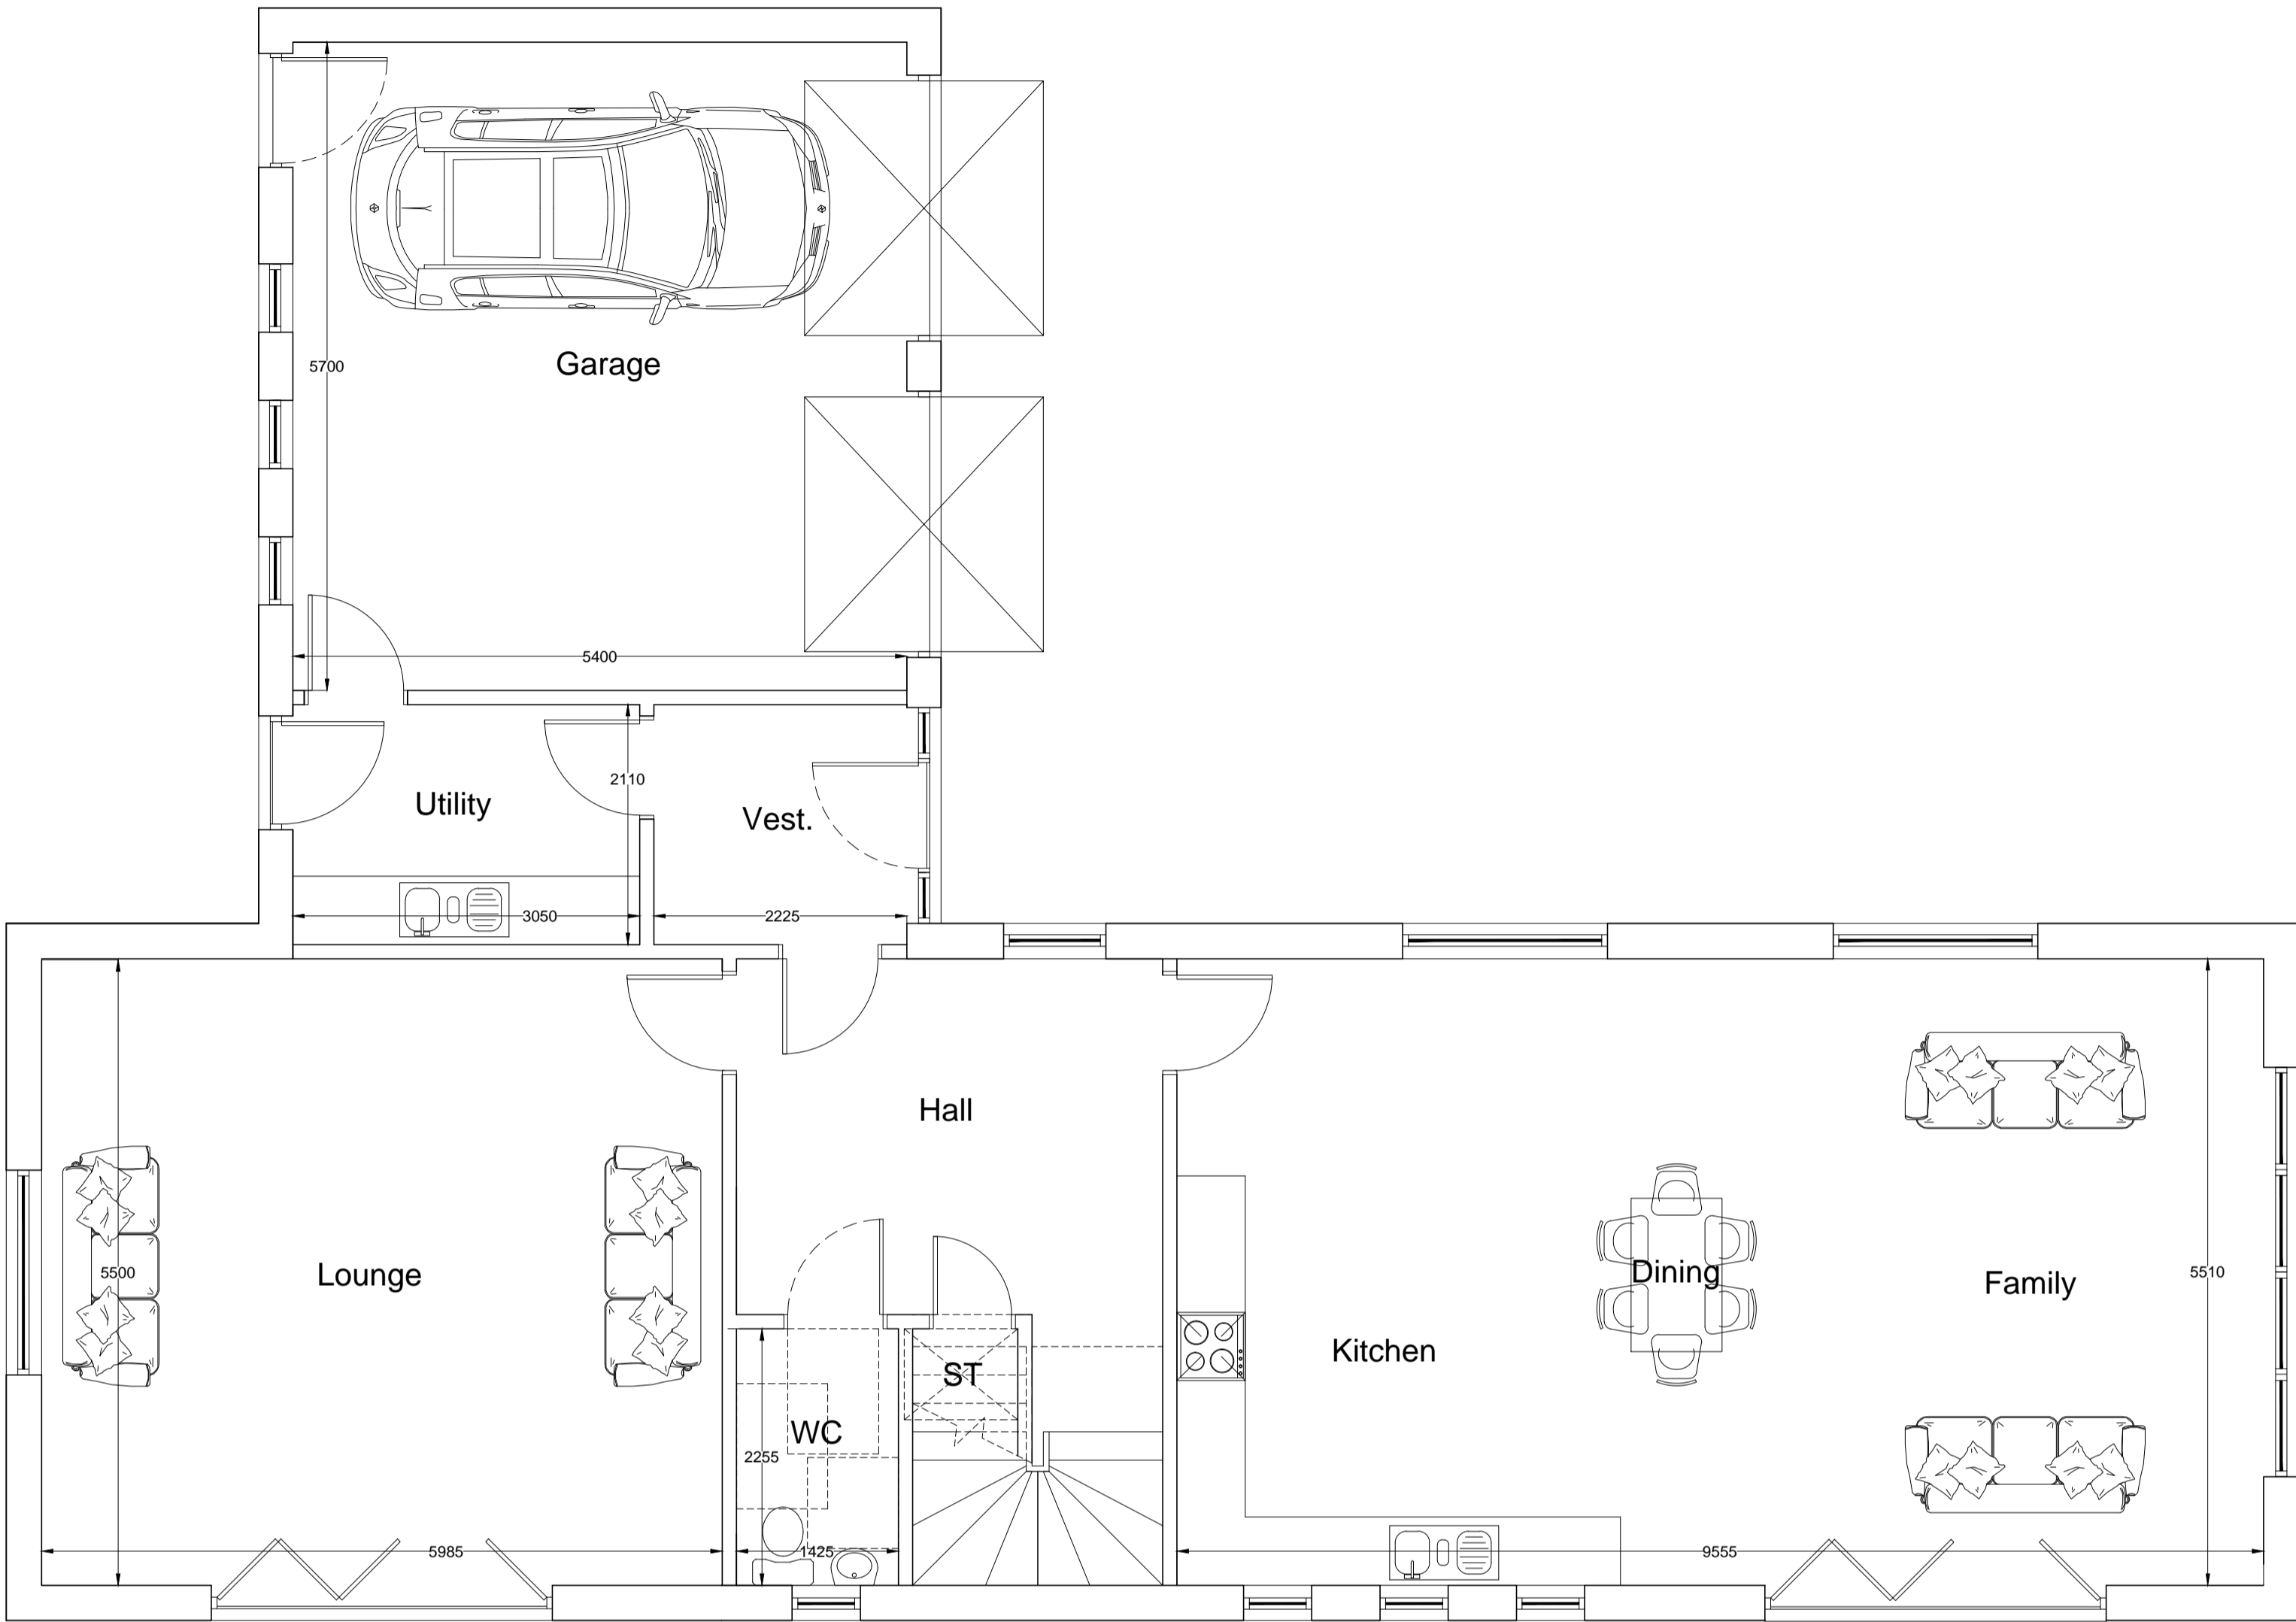 5700
Garage
5400
2110
Utility
Vest.
3050
2225
Hall
Lounge
5500
Dining
Family
5510
Kitchen
ST
WC
2255
5985
1425
9555